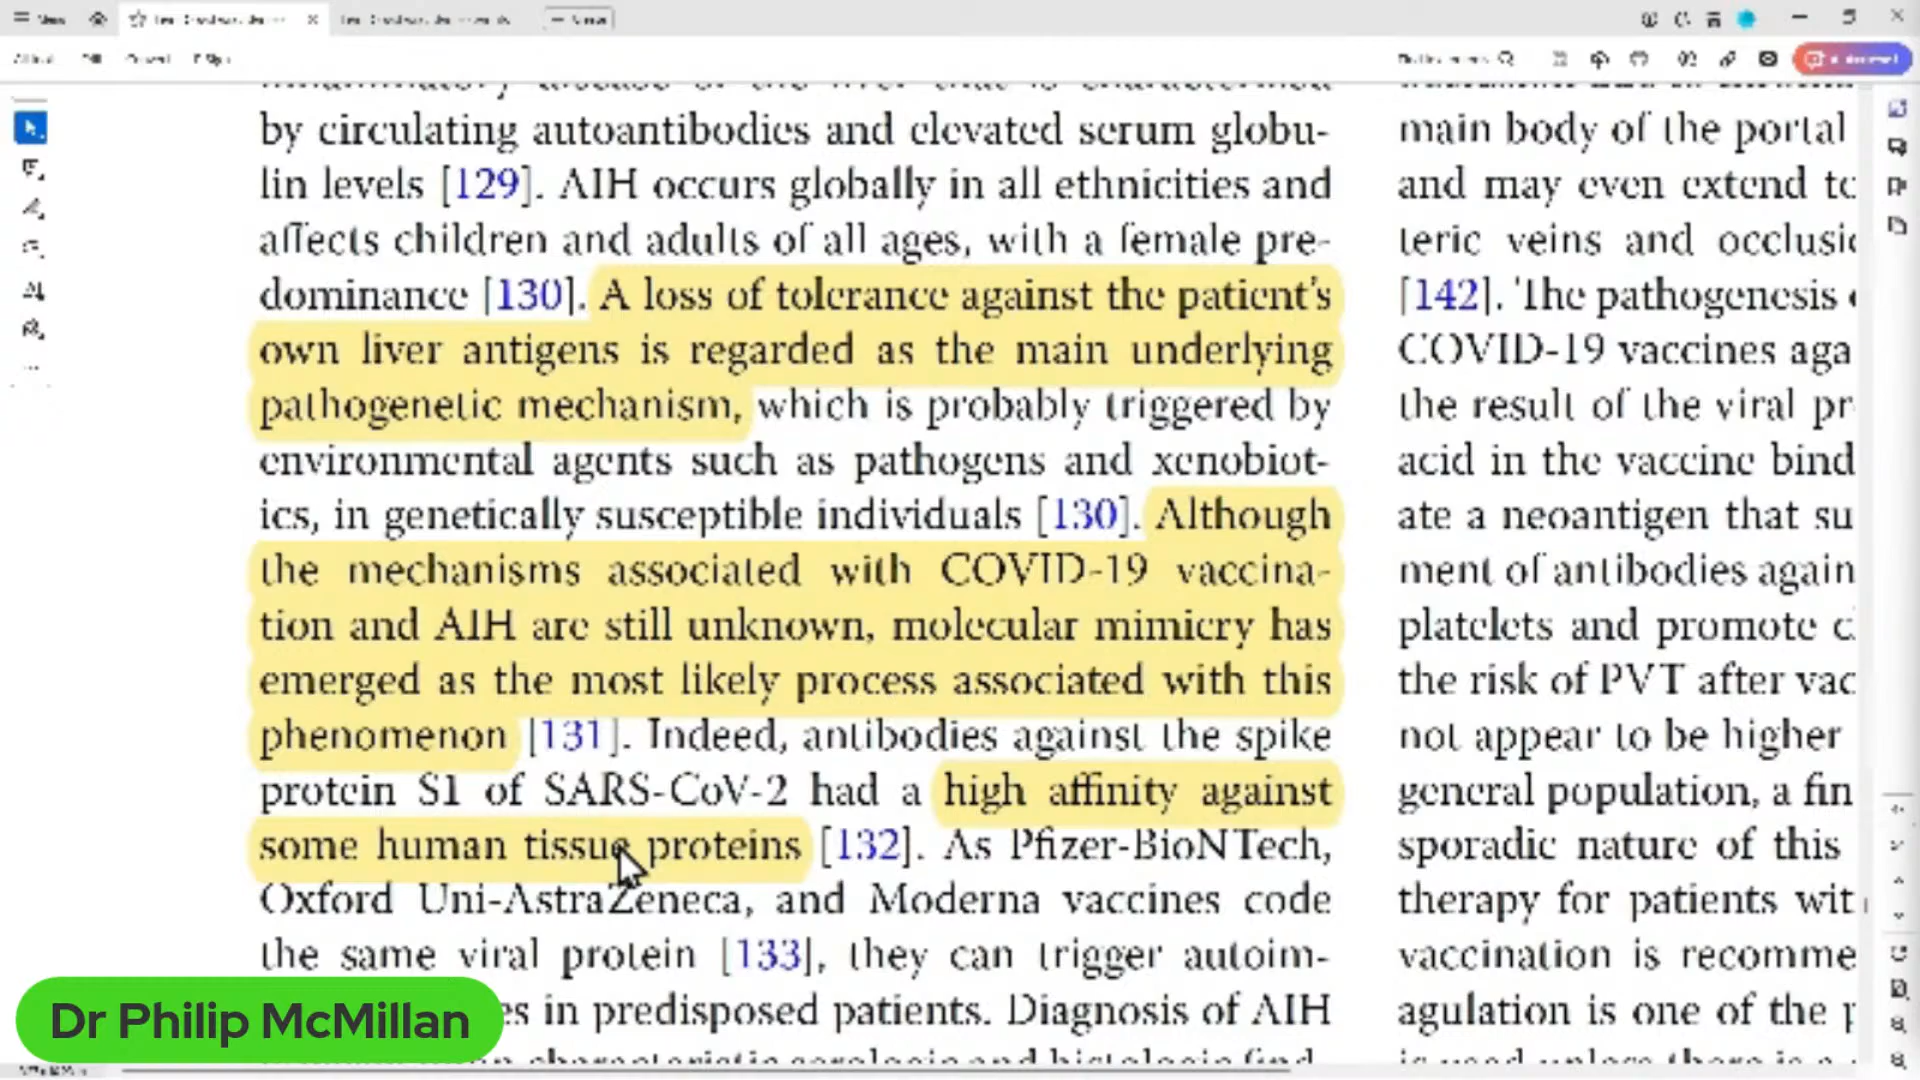 by circulating autoantibodies and elevated serum globu-
lin levels [129]. AIH occurs globally in all ethnicities and
affects children and adults of all ages, with a female pre-
dominance [130]. A loss of tolerance against the patient's
own liver antigens is regarded as the main underlying
pathogenetic mechanism, which is probably triggered by
environmental agents such as pathogens and xenobiot-
ics, in genetically susceptible individuals [130]. Although
the mechanisms associated with COVID-19 vaccina-
tion and AIH are still unknown, molecular mimicry has
emerged as the most likely process associated with this
phenomenon [131]. Indeed, antibodies against the spike
protein S1 of SARS-CoV-2 had a high affinity against
some human tissue proteins [132]. As Pfizer-BioNTech,
Oxford Uni-AstraZeneca, and Moderna vaccines code
the same viral protein [133], they can trigger autoim-
es in predisposed patients. Diagnosis of AIH
main body of the portal
and may even extend to
teric veins and occlusi
[142]. The pathogenesis
COVID-19 vaccines aga
the result of the viral pr
acid in the vaccine bind
ate a neoantigen that su
ment of antibodies again
platelets and promote c
the risk of PVT after vac
not appear to be higher
general population, a fin
sporadic nature of this
therapy for patients wit
vaccination is recomme
agulation is one of the p
Dr Philip McMillan